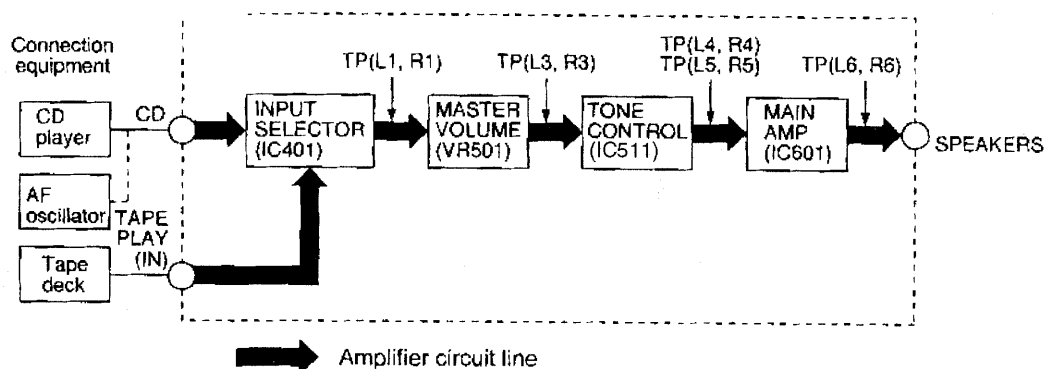 Connection
equipment
CD
player
AF
oscillator
Tape
deck
CD
TAPE
PLAY
(IN)
INPUT
SELECTOR
(IC401)
TP(L1, R1)
MASTER
VOLUME
(VR501)
TP(L3, R3)
TONE
CONTROL
(IC511)
TP(L4, R4)
TP(L5, R5)
MAIN
AMP
(IC601)
TP(L6, R6)
SPEAKERS
Amplifier circuit line